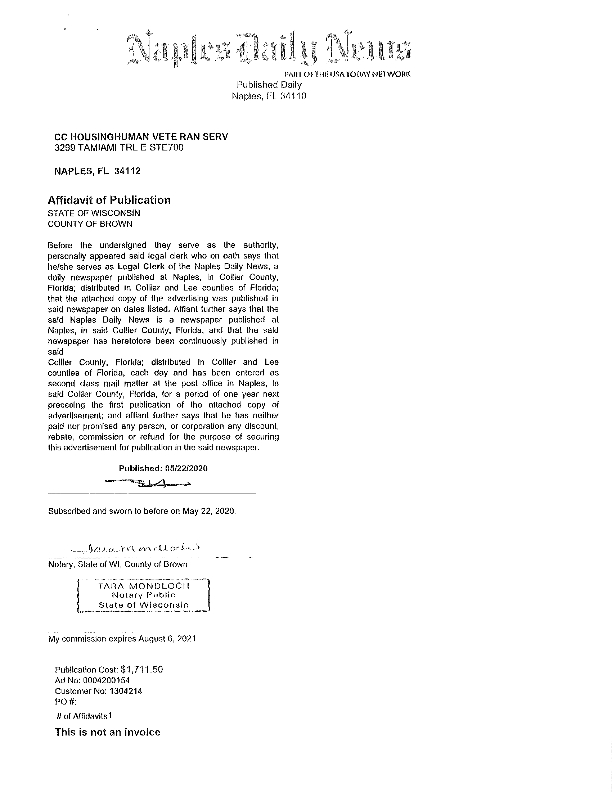 Naples Daily News
PART OF THE USA TODAY NETWORK
Published Daily
Naples, FL 34110
CC HOUSINGHUMAN VETE RAN SERV
3299 TAMIAMI TRL E STE700
NAPLES, FL 34112
Affidavit of Publication
STATE OF WISCONSIN
COUNTY OF BROWN
Before the undersigned they serve as the authority,
personally appeared said legal clerk who on oath says that
he/she serves as Legal Clerk of the Naples Daily News, a
daily newspaper published at Naples, in Collier County,
Florida; distributed in Collier and Lee counties of Florida;
that the attached copy of the advertising was published in
said newspaper on dates listed. Affiant further says that the
said Naples Daily News is a newspaper published at
Naples, in said Collier County, Florida, and that the said
newspaper has heretofore been continuously published in
said
Collier County, Florida; distributed in Collier and Lee
counties of Florida, each day and has been entered as
second class mail matter at the post office in Naples, in
said Collier County, Florida, for a period of one year next
preceding the first publication of the attached copy of
advertisement; and affiant further says that he has neither
paid nor promised any person, or corporation any discount,
rebate, commission or refund for the purpose of securing
this advertisement for publication in the said newspaper.
Published: 05/22/2020
Subscribed and sworn to before on May 22, 2020.
Notary, State of WI, County of Brown
TARA MONDLOCH
Notary Public
State of Wisconsin
My commission expires August 6, 2021
Publication Cost: $1,711.50
Ad No: 0004200154
Customer No: 1304214
PO #:
# of Affidavits1
This is not an invoice